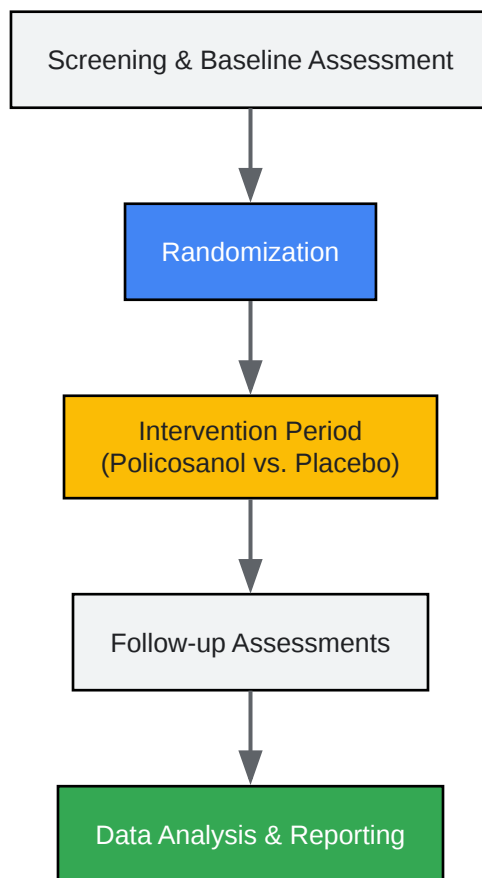 Screening & Baseline Assessment
Randomization
Intervention Period
(Policosanol vs. Placebo)
Follow-up Assessments
Data Analysis & Reporting